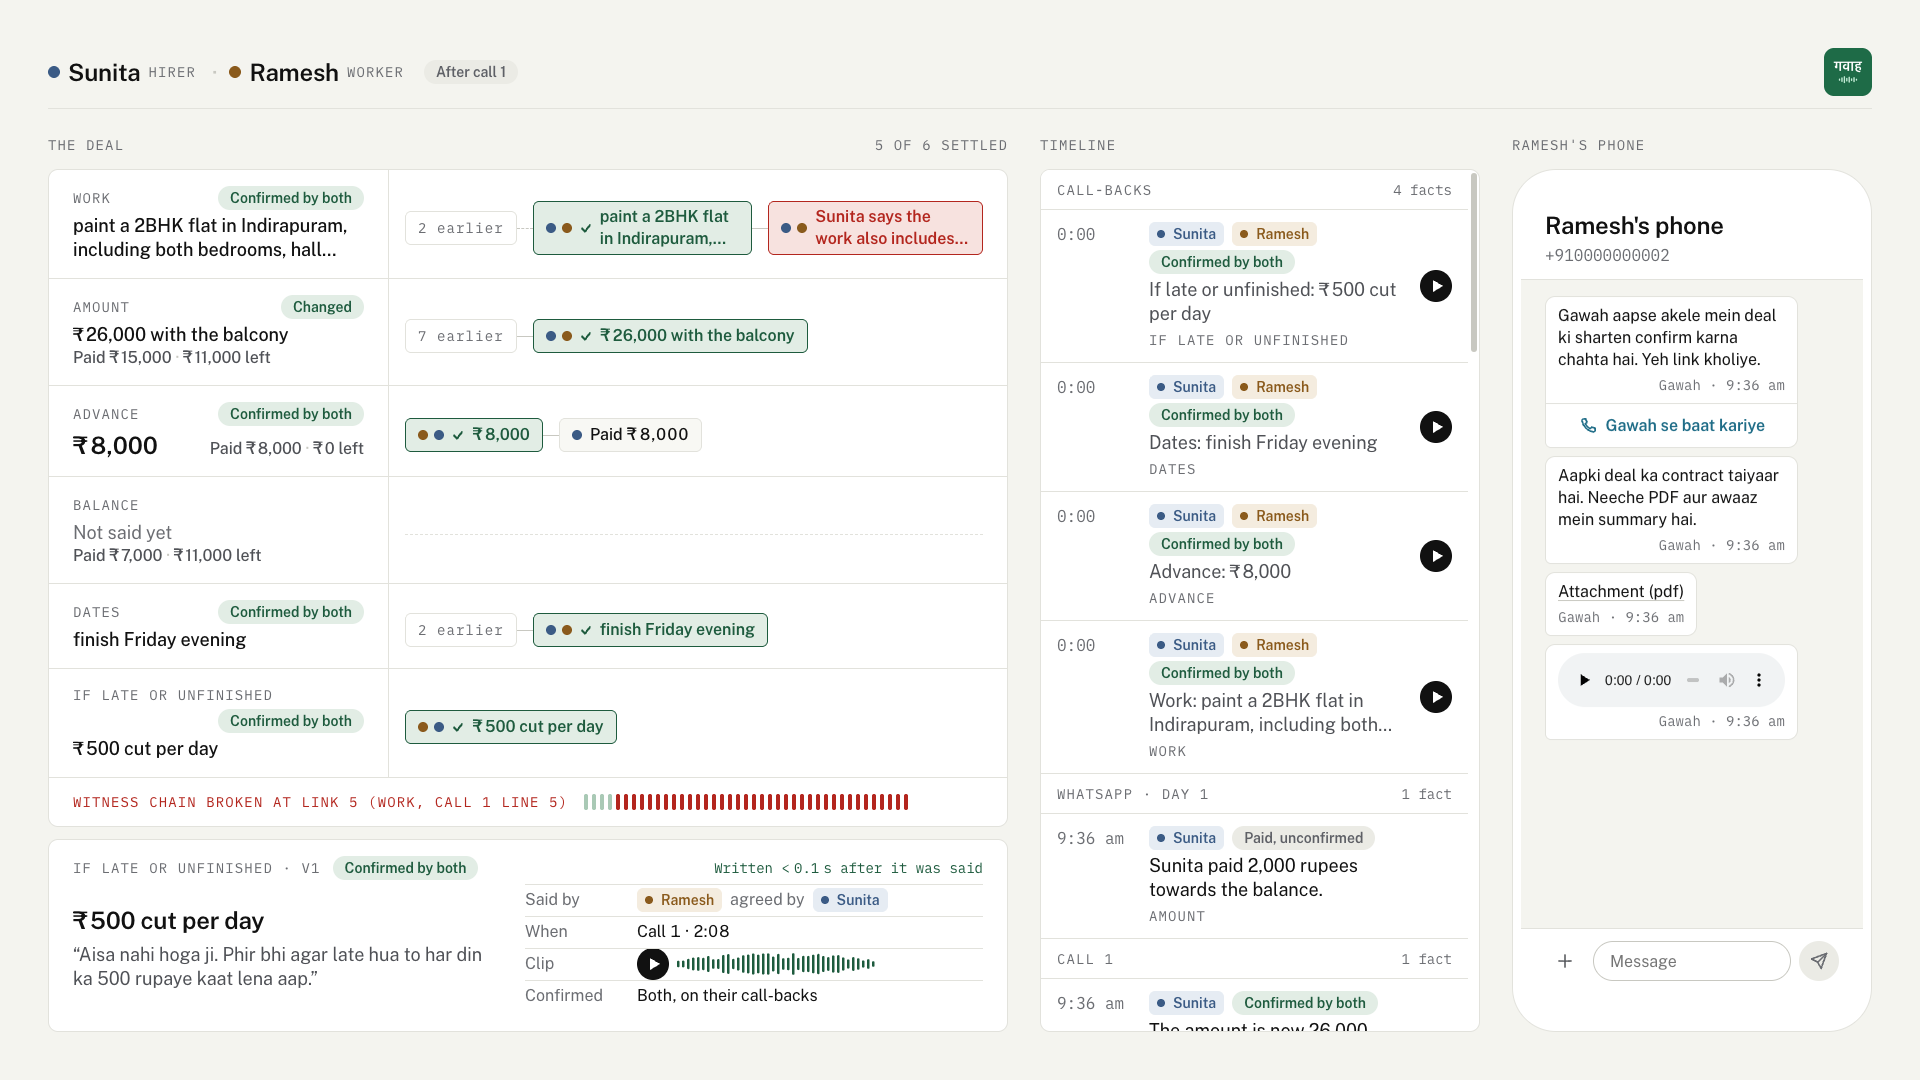 Sunita HIRER · Ramesh WORKER After call 1
गवाह
THE DEAL 5 OF 6 SETTLED
WORK Confirmed by both
paint a 2BHK flat in Indirapuram,
including both bedrooms, hall…
2 earlier
paint a 2BHK flat
in Indirapuram,…
Sunita says the
work also includes…
AMOUNT Changed
₹26,000 with the balcony
Paid ₹15,000 · ₹11,000 left
7 earlier
₹26,000 with the balcony
ADVANCE Confirmed by both
₹8,000 Paid ₹8,000 · ₹0 left
₹8,000
Paid ₹8,000
BALANCE
Not said yet
Paid ₹7,000 · ₹11,000 left
DATES Confirmed by both
finish Friday evening
2 earlier
finish Friday evening
IF LATE OR UNFINISHED
Confirmed by both
₹500 cut per day
₹500 cut per day
WITNESS CHAIN BROKEN AT LINK 5 (WORK, CALL 1 LINE 5)
IF LATE OR UNFINISHED · V1 Confirmed by both
₹500 cut per day
“Aisa nahi hoga ji. Phir bhi agar late hua to har din
ka 500 rupaye kaat lena aap.”
Written <0.1 s after it was said
Said by Ramesh agreed by Sunita
When Call 1 · 2:08
Clip
Confirmed Both, on their call-backs
TIMELINE
CALL-BACKS 4 facts
0:00 Sunita Ramesh
Confirmed by both
If late or unfinished: ₹500 cut
per day
IF LATE OR UNFINISHED
0:00 Sunita Ramesh
Confirmed by both
Dates: finish Friday evening
DATES
0:00 Sunita Ramesh
Confirmed by both
Advance: ₹8,000
ADVANCE
0:00 Sunita Ramesh
Confirmed by both
Work: paint a 2BHK flat in
Indirapuram, including both…
WORK
WHATSAPP · DAY 1 1 fact
9:36 am Sunita Paid, unconfirmed
Sunita paid 2,000 rupees
towards the balance.
AMOUNT
CALL 1 1 fact
9:36 am Sunita Confirmed by both
The amount is now 26,000
RAMESH'S PHONE
Ramesh's phone
+910000000002
Gawah aapse akele mein deal
ki sharten confirm karna
chahta hai. Yeh link kholiye.
Gawah · 9:36 am
Gawah se baat kariye
Aapki deal ka contract taiyaar
hai. Neeche PDF aur awaaz
mein summary hai.
Gawah · 9:36 am
Attachment (pdf)
Gawah · 9:36 am
0:00 / 0:00
Gawah · 9:36 am
Message